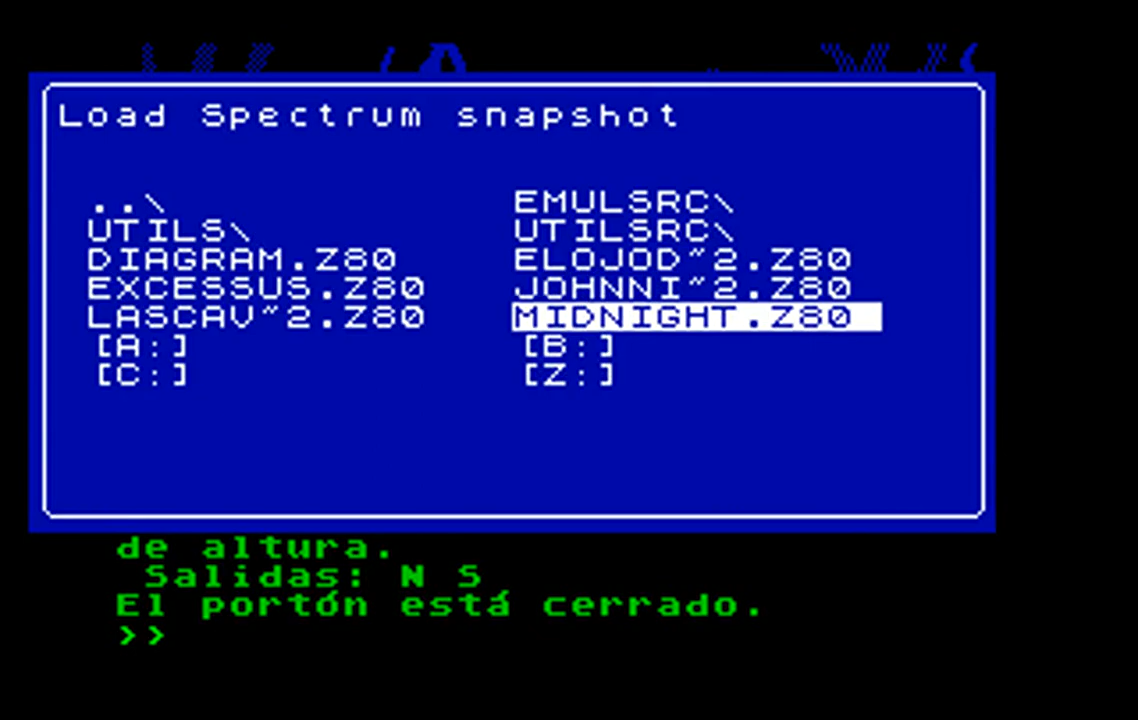 Load Spectrum snapshot
..\ EMULSRC\
UTILS\ UTILSRC\
DIAGRAM.Z80 ELOJOD~2.Z80
EXCESSUS.Z80 JOHNNI~2.Z80
LASCAV~2.Z80 MIDNIGHT.Z80
[A:] [B:]
[C:] [Z:]
de altura.
Salidas: N S
El portón está cerrado.
>>